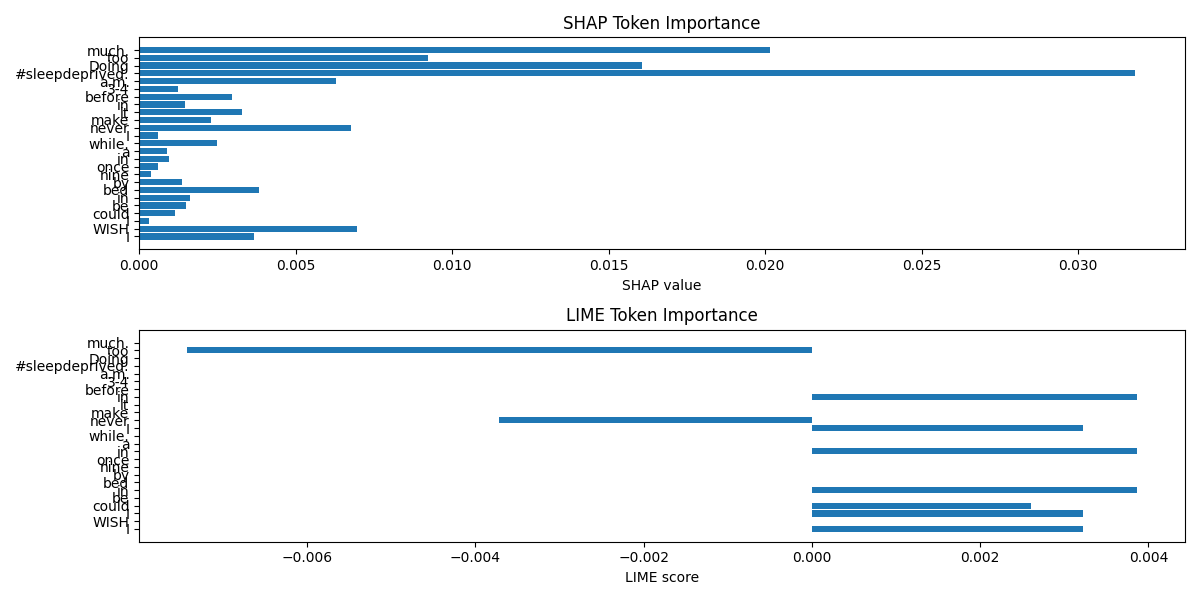 SHAP Token Importance
much.
too
Doing
#sleepdeprived.
a.m.
3-4
before
in
it
make
never
I
while,
a
in
once
nine
by
bed
in
be
could
I
WISH
I
0.000 0.005 0.010 0.015 0.020 0.025 0.030
SHAP value
LIME Token Importance
much.
too
Doing
#sleepdeprived.
a.m.
3-4
before
in
it
make
never
I
while,
a
in
once
nine
by
bed
in
be
could
I
WISH
I
−0.006 −0.004 −0.002 0.000 0.002 0.004
LIME score